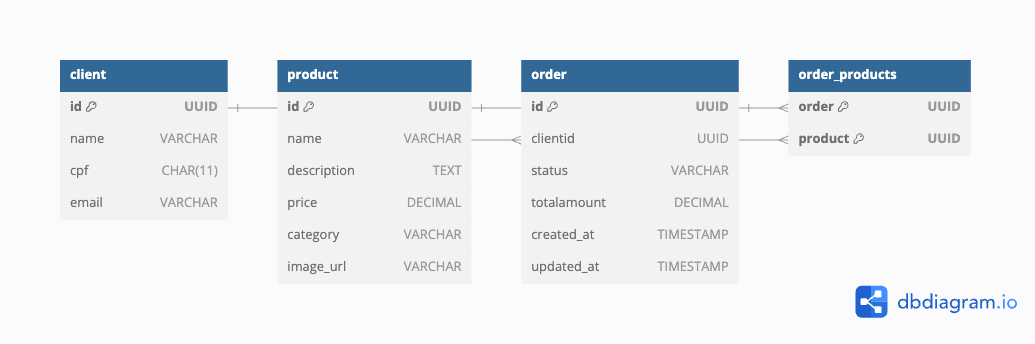 client
id UUID
name VARCHAR
cpf CHAR(11)
email VARCHAR
product
id UUID
name VARCHAR
description TEXT
price DECIMAL
category VARCHAR
image_url VARCHAR
order
id UUID
clientid UUID
status VARCHAR
totalamount DECIMAL
created_at TIMESTAMP
updated_at TIMESTAMP
order_products
order UUID
product UUID
dbdiagram.io